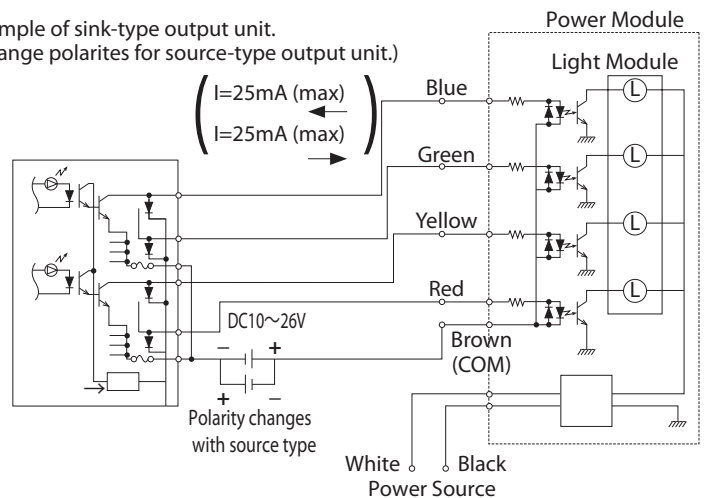 mple of sink-type output unit.
ange polarites for source-type output unit.)
Power Module
Light Module
I=25mA (max)
I=25mA (max)
Blue
L
Green
L
Yellow
L
Red
L
DC10～26V
Brown
(COM)
− +
+ −
Polarity changes
with source type
White Black
Power Source